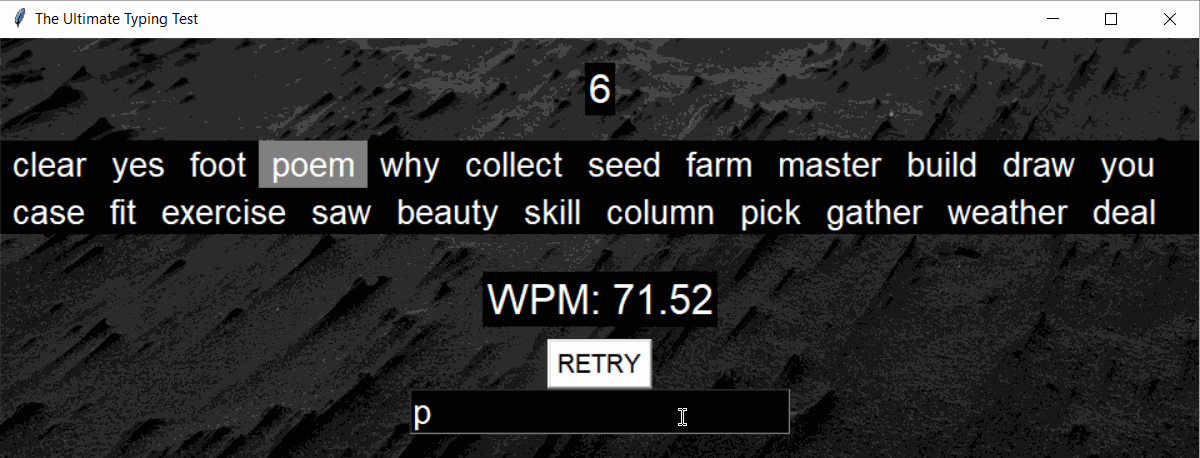 The Ultimate Typing Test
6
clear yes foot poem why collect seed farm master build draw you
case fit exercise saw beauty skill column pick gather weather deal
WPM: 71.52
RETRY
p